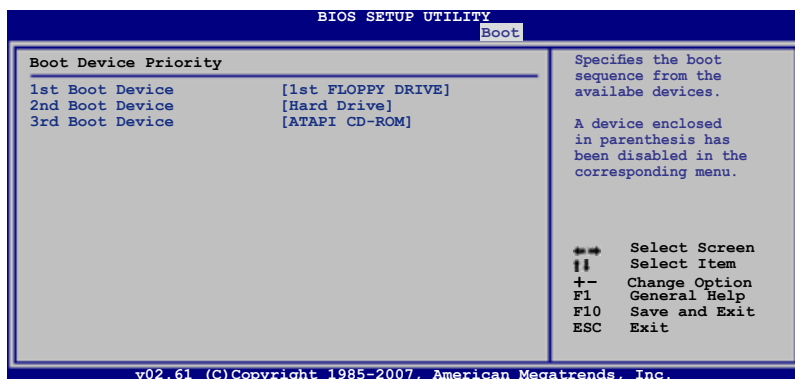 BIOS SETUP UTILITY
Boot
Boot Device Priority
1st Boot Device [1st FLOPPY DRIVE]
2nd Boot Device [Hard Drive]
3rd Boot Device [ATAPI CD-ROM]
Specifies the boot
sequence from the
availabe devices.
A device enclosed
in parenthesis has
been disabled in the
corresponding menu.
←→ Select Screen
↑↓ Select Item
+- Change Option
F1 General Help
F10 Save and Exit
ESC Exit
v02.61 (C)Copyright 1985-2007, American Megatrends, Inc.